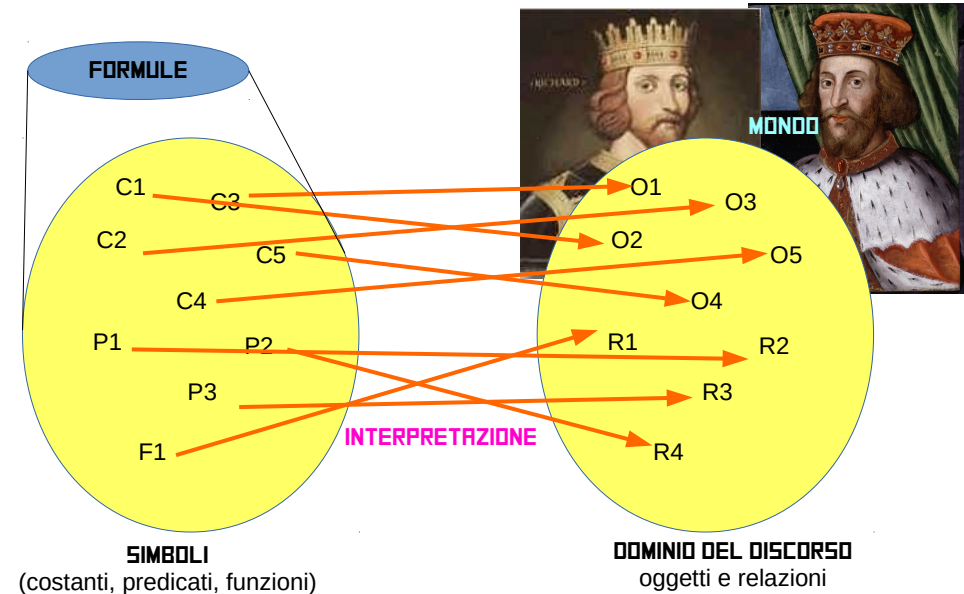 FORMULE
RICHARD
MONDO
C1
C3
O1
O3
C2
C5
O2
O5
C4
O4
P1
P2
R1
R2
P3
R3
INTERPRETAZIONE
F1
R4
SIMBOLI
(costanti, predicati, funzioni)
DOMINIO DEL DISCORSO
oggetti e relazioni